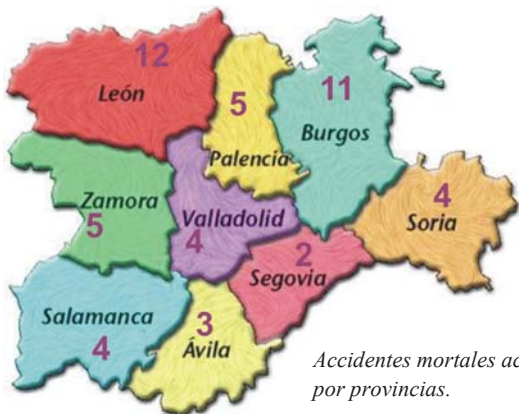 12
León
5
Palencia
11
Burgos
Zamora
5
Valladolid
4
4
Soria
2
Segovia
Salamanca
4
3
Ávila
Accidentes mortales
por provincias.